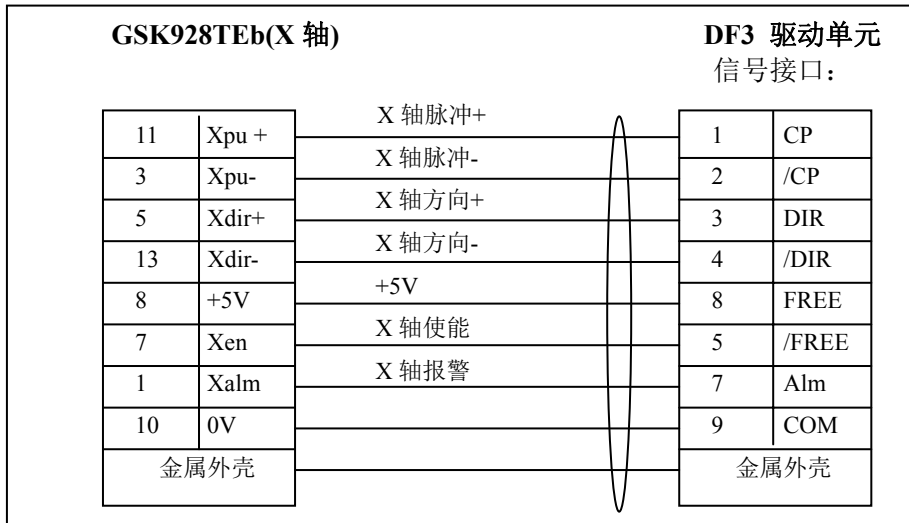 GSK928TEb(X 轴) DF3 驱动单元
信号接口:
X 轴脉冲+
11 Xpu + 1 CP
X 轴脉冲-
3 Xpu- 2 /CP
X 轴方向+
5 Xdir+ 3 DIR
X 轴方向-
13 Xdir- 4 /DIR
+5V
8 +5V 8 FREE
X 轴使能
7 Xen 5 /FREE
X 轴报警
1 Xalm 7 Alm
10 0V 9 COM
金属外壳 金属外壳